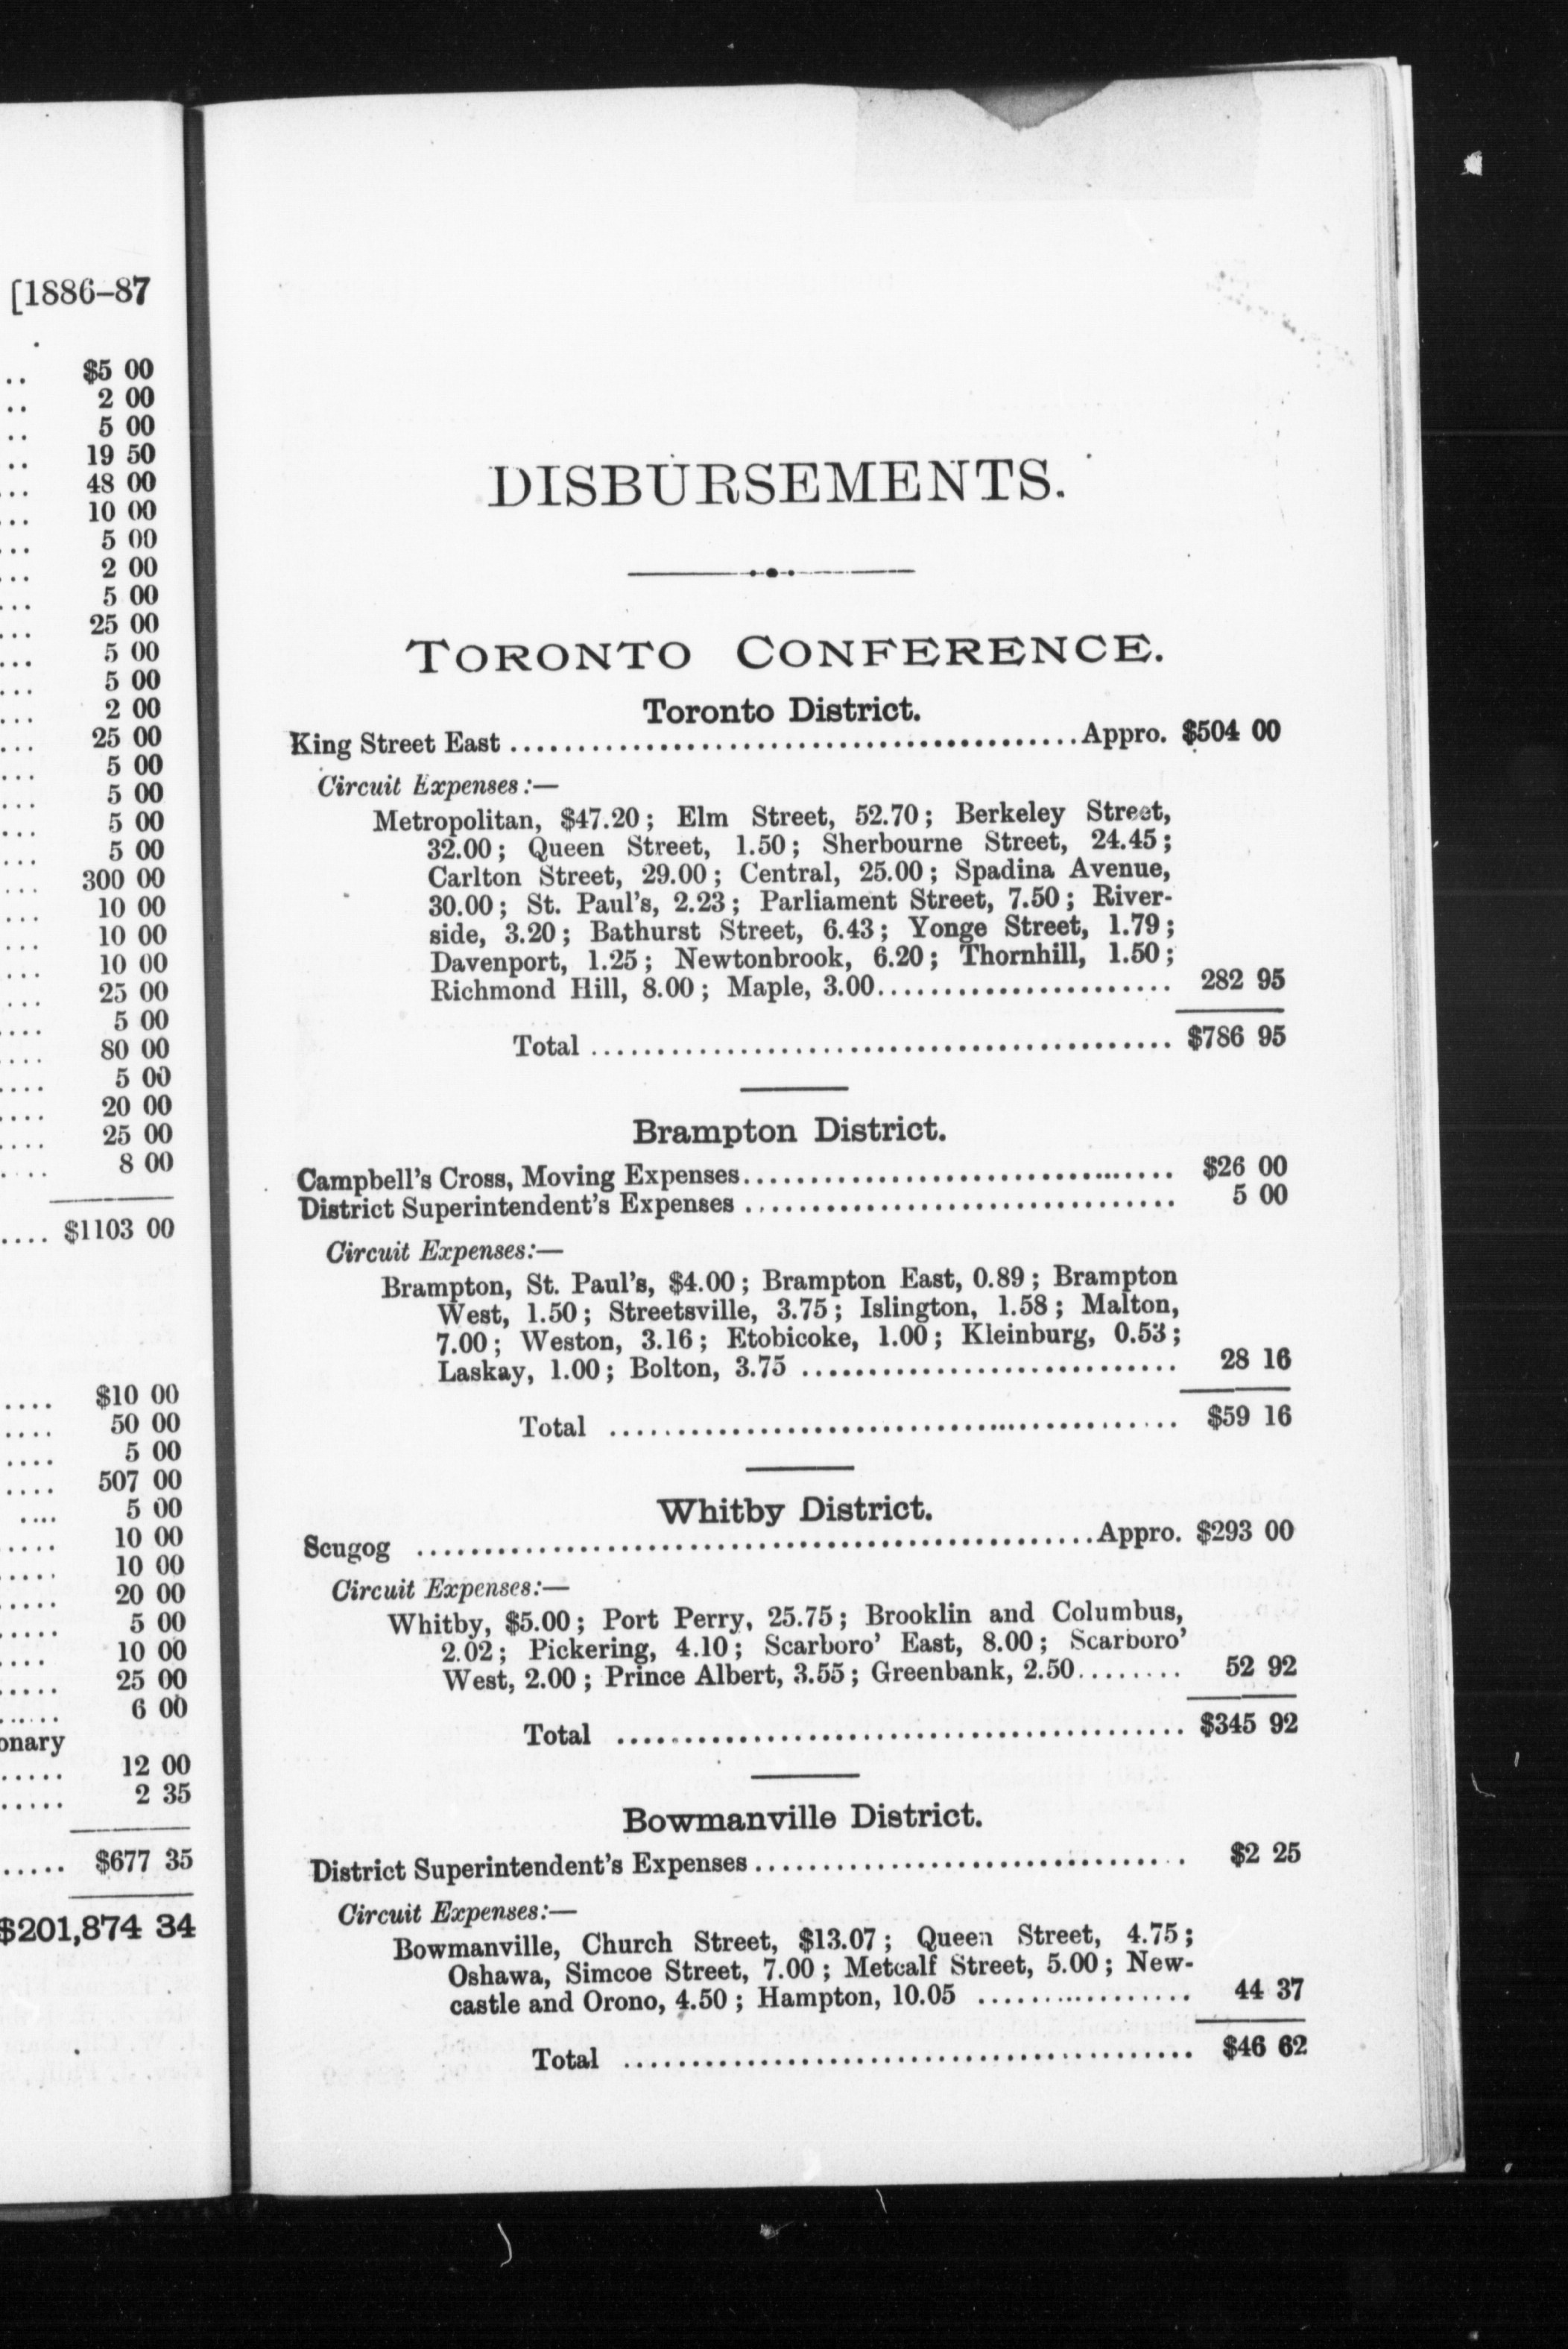 [1886–87
.. $5 00
.. 2 00
.. 5 00
.. 19 50
... 48 00
... 10 00
... 5 00
... 2 00
... 5 00
... 25 00
... 5 00
... 5 00
... 2 00
... 25 00
... 5 00
... 5 00
... 5 00
... 5 00
... 300 00
... 10 00
... 10 00
... 10 00
... 25 00
.... 5 00
.... 80 00
.... 5 00
.... 20 00
.... 25 00
.... 8 00
.... $1103 00
.... $10 00
.... 50 00
.... 5 00
.... 507 00
.... 5 00
..... 10 00
..... 10 00
..... 20 00
..... 5 00
.... 10 00
..... 25 00
...... 6 00
onary
..... 12 00
..... 2 35
..... $677 35
$201,874 34
DISBURSEMENTS.
TORONTO CONFERENCE.
Toronto District.
King Street East ........................................ Appro. $504 00
Circuit Expenses:—
Metropolitan, $47.20; Elm Street, 52.70; Berkeley Street,
32.00; Queen Street, 1.50; Sherbourne Street, 24.45;
Carlton Street, 29.00; Central, 25.00; Spadina Avenue,
30.00; St. Paul's, 2.23; Parliament Street, 7.50; River-
side, 3.20; Bathurst Street, 6.43; Yonge Street, 1.79;
Davenport, 1.25; Newtonbrook, 6.20; Thornhill, 1.50;
Richmond Hill, 8.00; Maple, 3.00...................... 282 95
Total ........................................... $786 95
Brampton District.
Campbell's Cross, Moving Expenses................................ $26 00
District Superintendent's Expenses ................................ 5 00
Circuit Expenses:—
Brampton, St. Paul's, $4.00; Brampton East, 0.89; Brampton
West, 1.50; Streetsville, 3.75; Islington, 1.58; Malton,
7.00; Weston, 3.16; Etobicoke, 1.00; Kleinburg, 0.53;
Laskay, 1.00; Bolton, 3.75 ............................ 28 16
Total .......................................... $59 16
Whitby District.
Scugog .................................................. Appro. $293 00
Circuit Expenses:—
Whitby, $5.00; Port Perry, 25.75; Brooklin and Columbus,
2.02; Pickering, 4.10; Scarboro' East, 8.00; Scarboro'
West, 2.00; Prince Albert, 3.55; Greenbank, 2.50........ 52 92
Total .......................................... $345 92
Bowmanville District.
District Superintendent's Expenses ................................ $2 25
Circuit Expenses:—
Bowmanville, Church Street, $13.07; Queen Street, 4.75;
Oshawa, Simcoe Street, 7.00; Metcalf Street, 5.00; New-
castle and Orono, 4.50; Hampton, 10.05 ................ 44 37
Total .......................................... $46 62